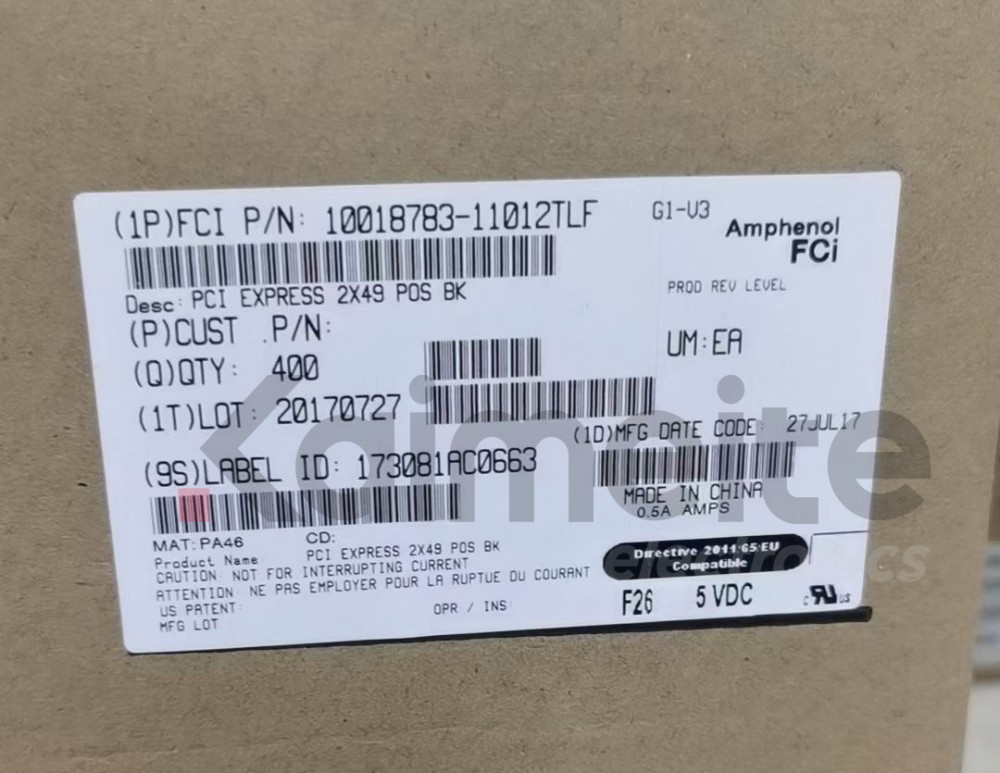 (1P)FCI P/N: 10018783-11012TLF
G1-V3
Amphenol
FCi
Desc: PCI EXPRESS 2X49 POS BK
PROD REV LEVEL
(P)CUST .P/N:
UM:EA
(Q)QTY: 400
(1T)LOT: 20170727
(1D)MFG DATE CODE: 27JUL17
(9S)LABEL ID: 173081AC0663
MADE IN CHINA
0.5A AMPS
MAT:PA46
CD:
Product Name
PCI EXPRESS 2X49 POS BK
CAUTION: NOT FOR INTERRUPTING CURRENT
ATTENTION: NE PAS EMPLOYER POUR LA RUPTUE DU COURANT
Directive 2011/65/EU
Compatible
US PATENT:
OPR / INS:
F26
5 VDC
c RU us
MFG LOT
Kaimeite
electronics